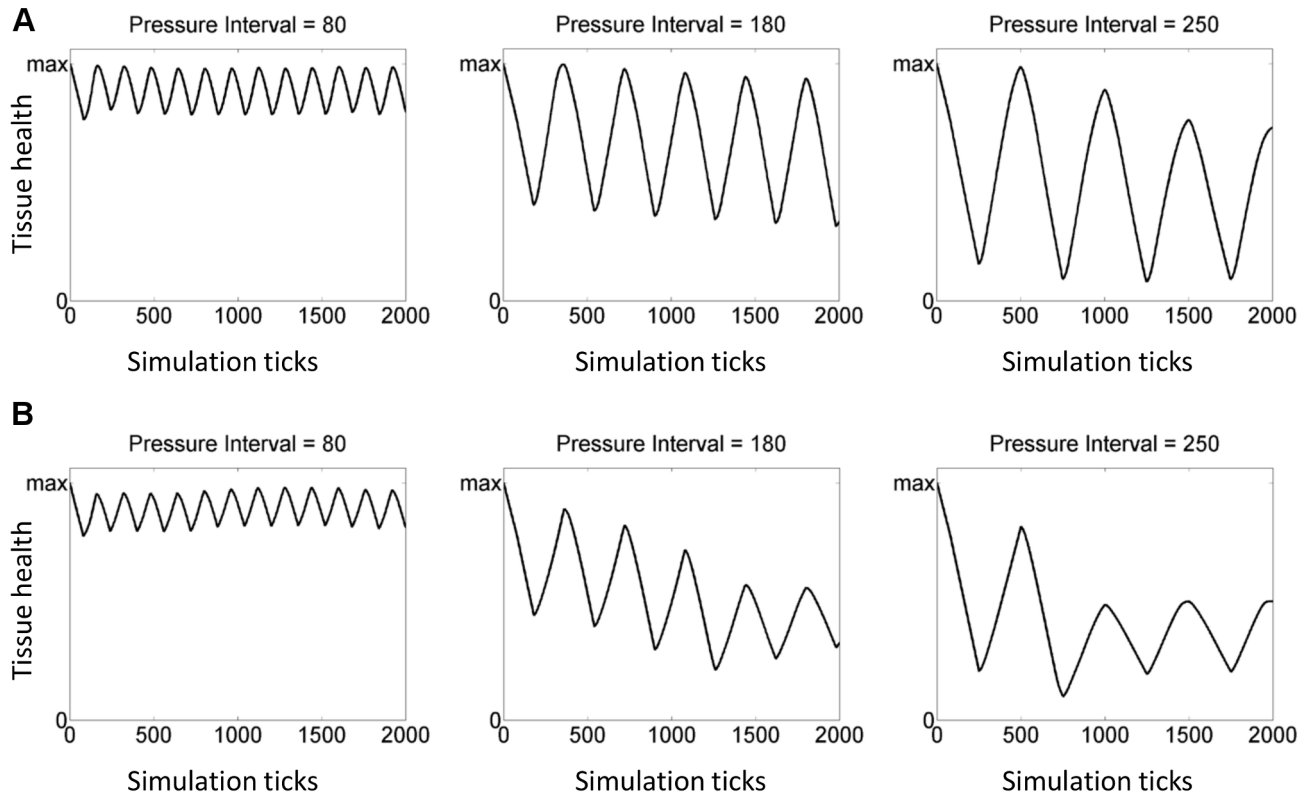 A
Pressure Interval = 80
Pressure Interval = 180
Pressure Interval = 250
Tissue health
max
0
0 500 1000 1500 2000
Simulation ticks
max
0
0 500 1000 1500 2000
Simulation ticks
max
0
0 500 1000 1500 2000
Simulation ticks
B
Pressure Interval = 80
Pressure Interval = 180
Pressure Interval = 250
Tissue health
max
0
0 500 1000 1500 2000
Simulation ticks
max
0
0 500 1000 1500 2000
Simulation ticks
max
0
0 500 1000 1500 2000
Simulation ticks